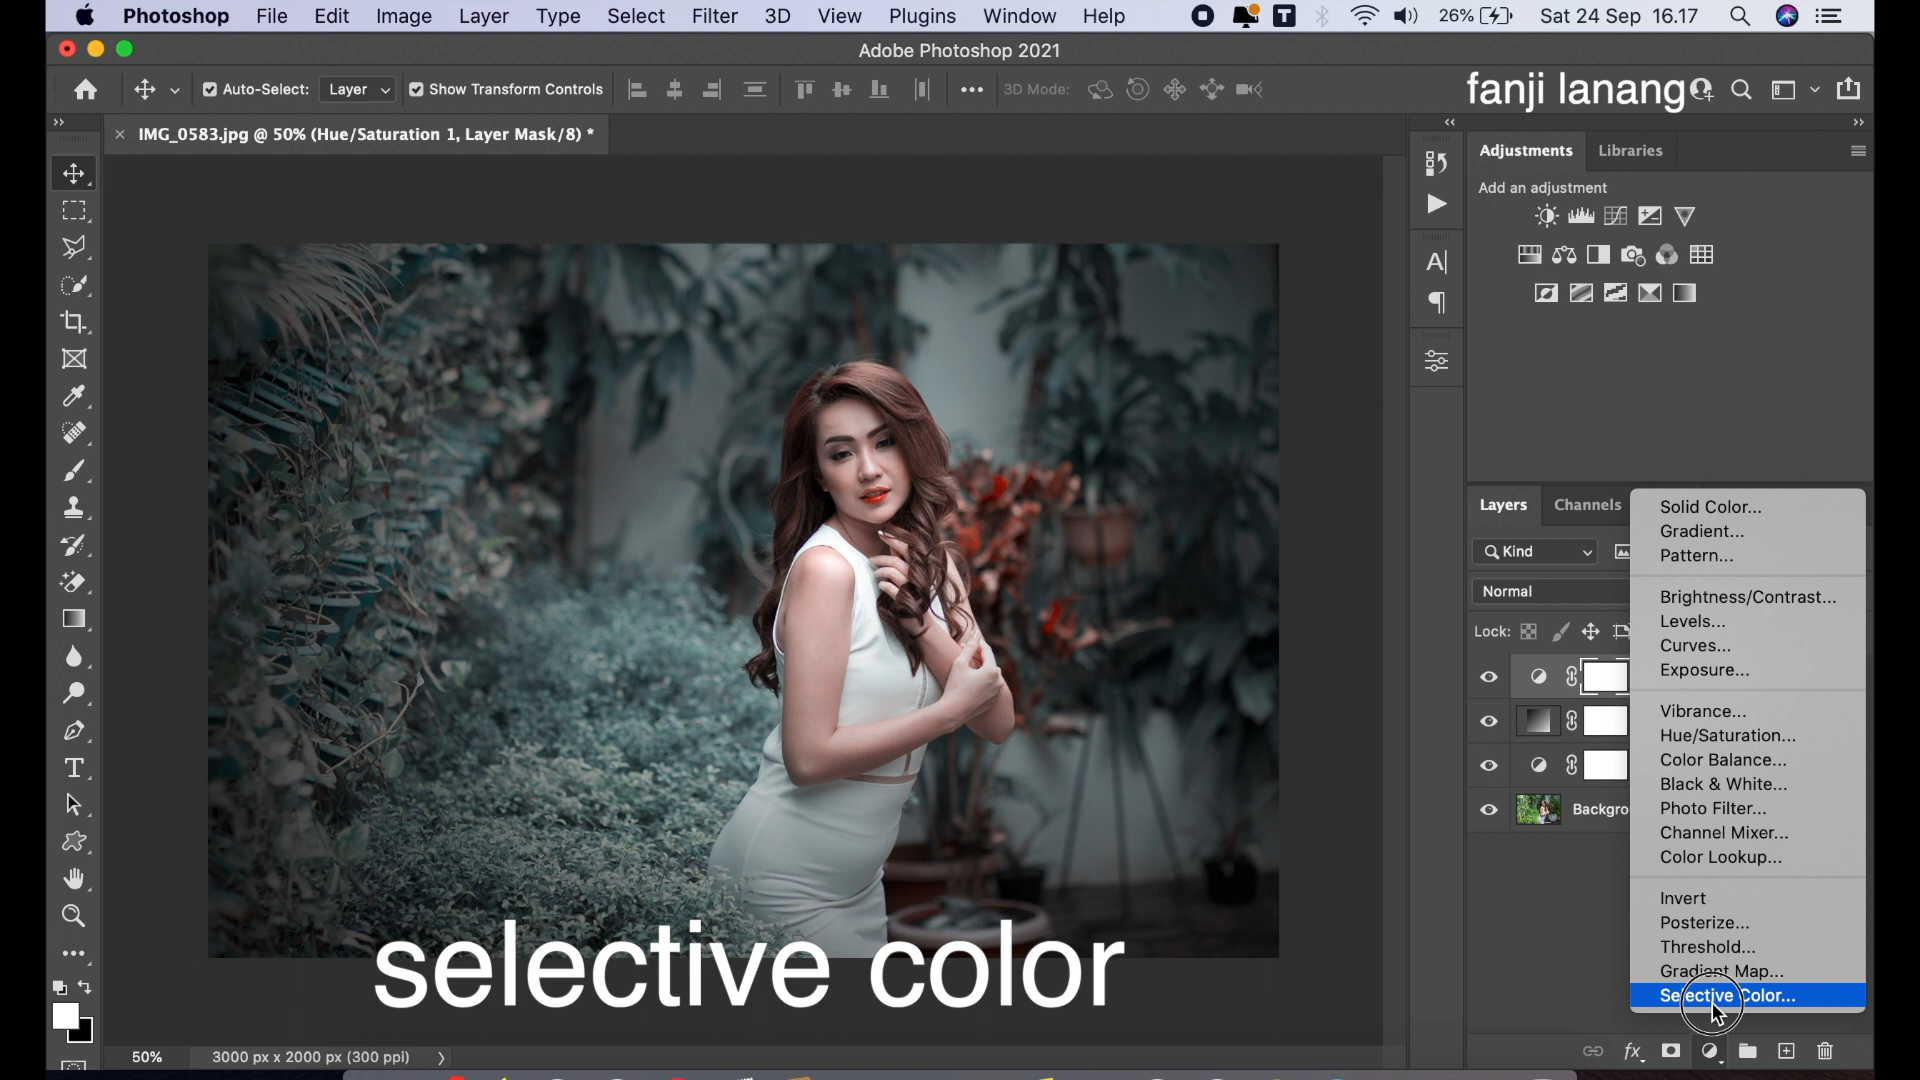 Photoshop File Edit Image Layer Type Select Filter 3D View Plugins Window Help T 26% Sat 24 Sep 16.17
Adobe Photoshop 2021
Auto-Select: Layer Show Transform Controls 3D Mode: fanji lanang
IMG_0583.jpg @ 50% (Hue/Saturation 1, Layer Mask/8) *
Adjustments Libraries
Add an adjustment
Layers Channels
Kind
Normal
Lock:
Backgro
Solid Color...
Gradient...
Pattern...
Brightness/Contrast...
Levels...
Curves...
Exposure...
Vibrance...
Hue/Saturation...
Color Balance...
Black & White...
Photo Filter...
Channel Mixer...
Color Lookup...
Invert
Posterize...
Threshold...
Gradient Map...
Selective Color...
selective color
50% 3000 px x 2000 px (300 ppi)
fx